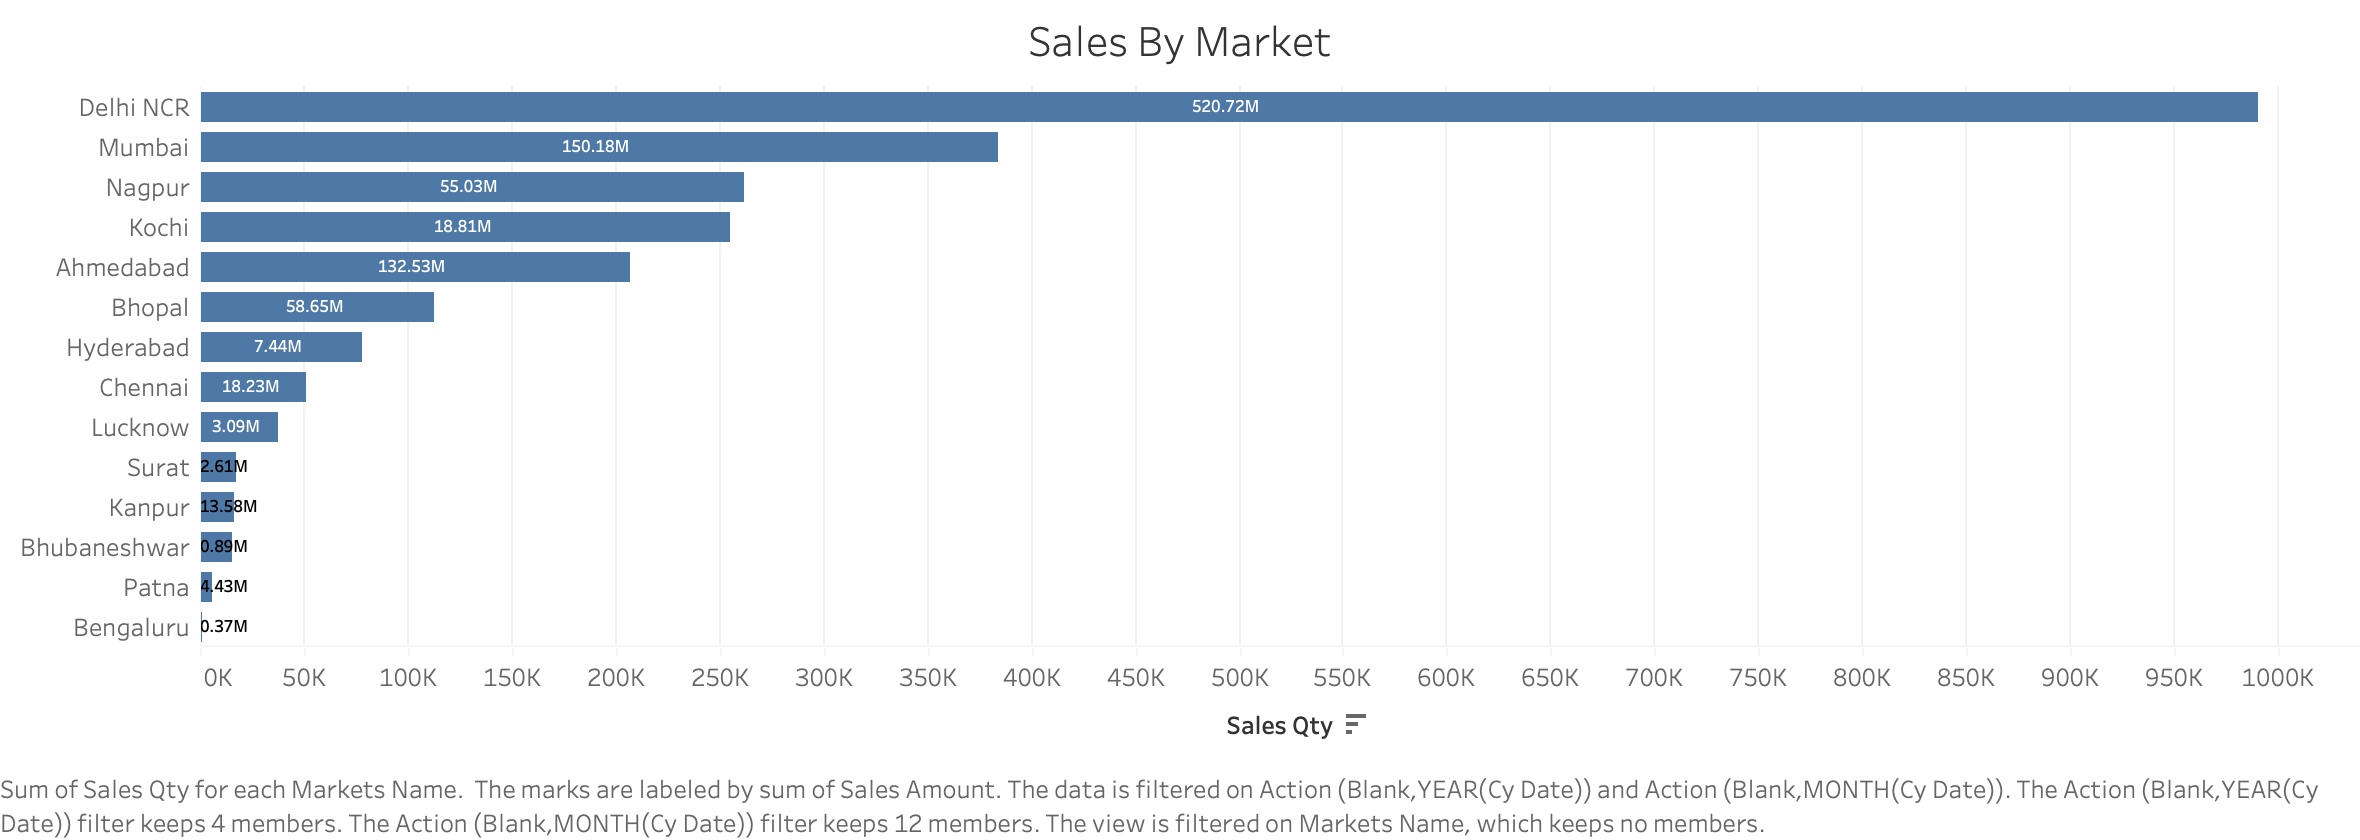 Sales By Market
Delhi NCR 520.72M
Mumbai 150.18M
Nagpur 55.03M
Kochi 18.81M
Ahmedabad 132.53M
Bhopal 58.65M
Hyderabad 7.44M
Chennai 18.23M
Lucknow 3.09M
Surat 2.61M
Kanpur 13.58M
Bhubaneshwar 0.89M
Patna 4.43M
Bengaluru 0.37M
0K 50K 100K 150K 200K 250K 300K 350K 400K 450K 500K 550K 600K 650K 700K 750K 800K 850K 900K 950K 1000K
Sales Qty
Sum of Sales Qty for each Markets Name.  The marks are labeled by sum of Sales Amount. The data is filtered on Action (Blank,YEAR(Cy Date)) and Action (Blank,MONTH(Cy Date)). The Action (Blank,YEAR(Cy
Date)) filter keeps 4 members. The Action (Blank,MONTH(Cy Date)) filter keeps 12 members. The view is filtered on Markets Name, which keeps no members.